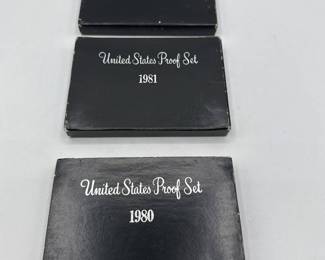 United States Proof Set
1981
United States Proof Set
1980